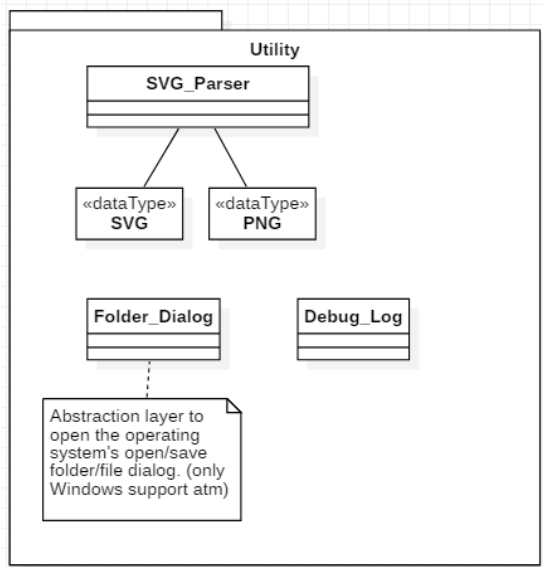 Utility
SVG_Parser
«dataType»
SVG
«dataType»
PNG
Folder_Dialog
Debug_Log
Abstraction layer to
open the operating
system's open/save
folder/file dialog. (only
Windows support atm)